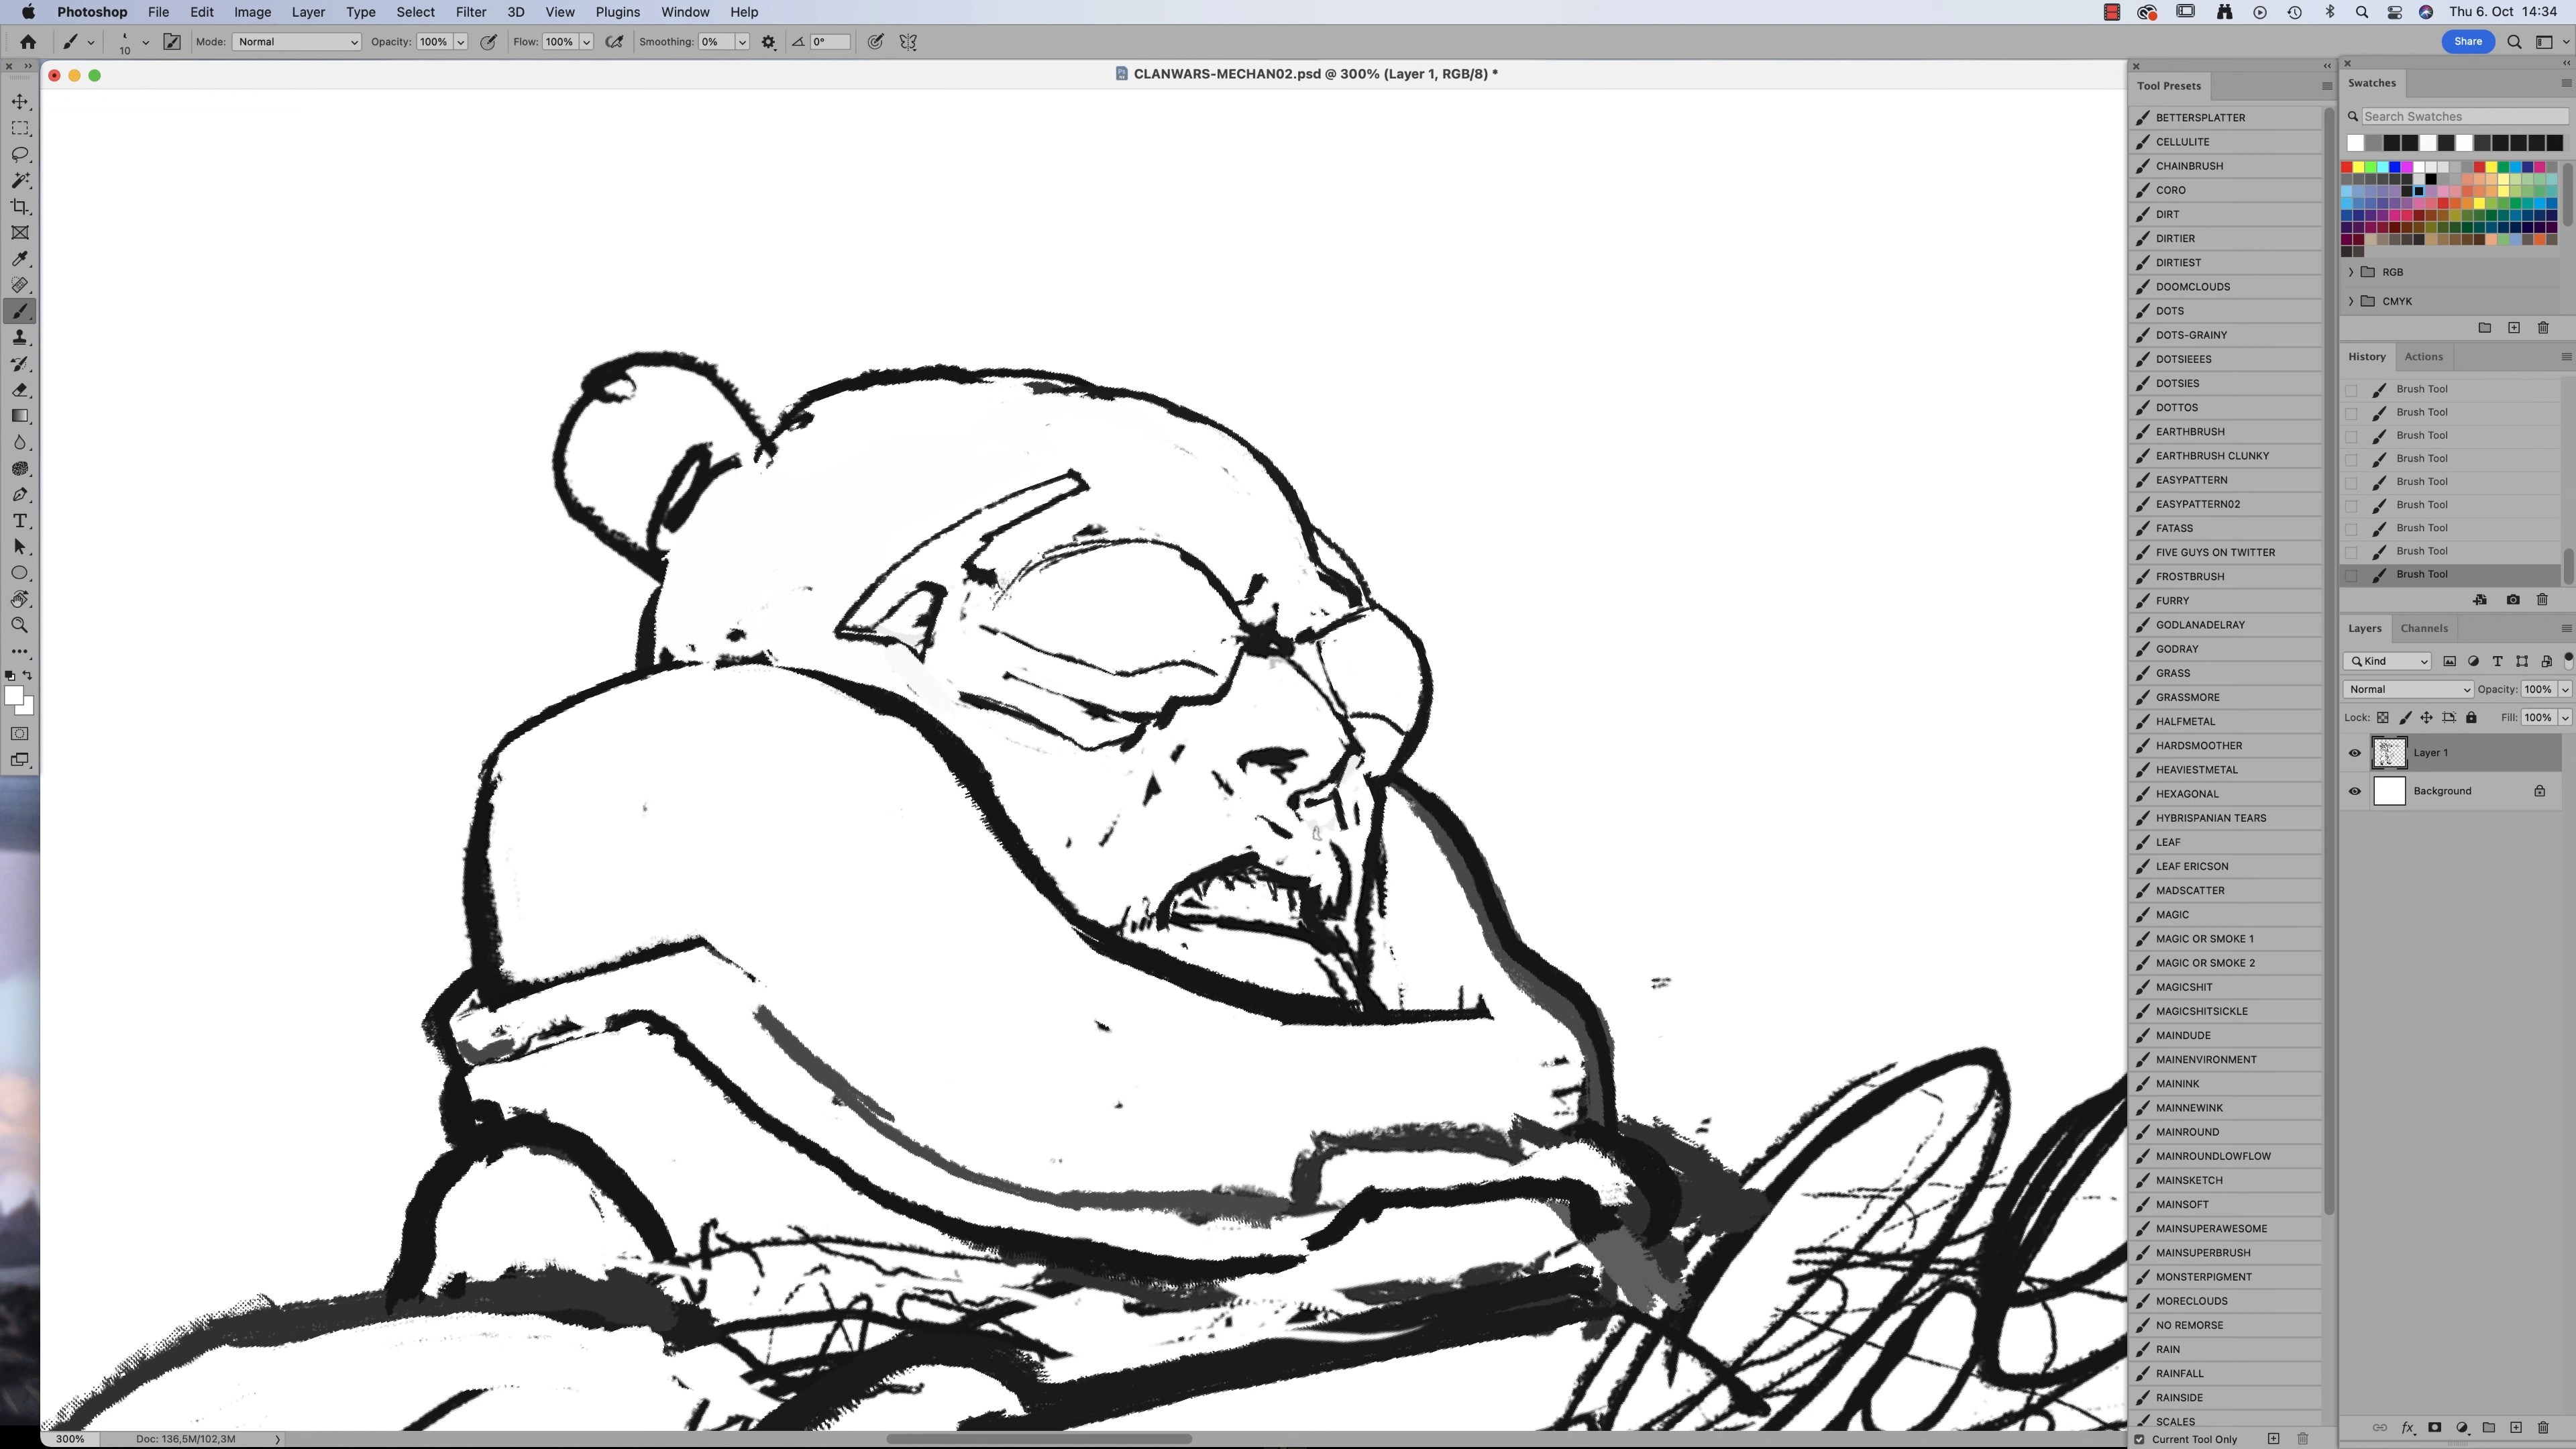 Photoshop File Edit Image Layer Type Select Filter 3D View Plugins Window Help Thu 6. Oct 14:34
10 Mode: Normal Opacity: 100% Flow: 100% Smoothing: 0% 0° Share
CLANWARS-MECHAN02.psd @ 300% (Layer 1, RGB/8) *
Tool Presets
BETTERSPLATTER
CELLULITE
CHAINBRUSH
CORO
DIRT
DIRTIER
DIRTIEST
DOOMCLOUDS
DOTS
DOTS-GRAINY
DOTSIEEES
DOTSIES
DOTTOS
EARTHBRUSH
EARTHBRUSH CLUNKY
EASYPATTERN
EASYPATTERN02
FATASS
FIVE GUYS ON TWITTER
FROSTBRUSH
FURRY
GODLANADELRAY
GODRAY
GRASS
GRASSMORE
HALFMETAL
HARDSMOOTHER
HEAVIESTMETAL
HEXAGONAL
HYBRISPANIAN TEARS
LEAF
LEAF ERICSON
MADSCATTER
MAGIC
MAGIC OR SMOKE 1
MAGIC OR SMOKE 2
MAGICSHIT
MAGICSHITSICKLE
MAINDUDE
MAINENVIRONMENT
MAININK
MAINNEWINK
MAINROUND
MAINROUNDLOWFLOW
MAINSKETCH
MAINSOFT
MAINSUPERAWESOME
MAINSUPERBRUSH
MONSTERPIGMENT
MORECLOUDS
NO REMORSE
RAIN
RAINFALL
RAINSIDE
SCALES
Current Tool Only
Swatches
Search Swatches
RGB
CMYK
History Actions
Brush Tool
Brush Tool
Brush Tool
Brush Tool
Brush Tool
Brush Tool
Brush Tool
Brush Tool
Brush Tool
Layers Channels
Kind
Normal Opacity: 100%
Lock: Fill: 100%
Layer 1
Background
300% Doc: 136,5M/102,3M